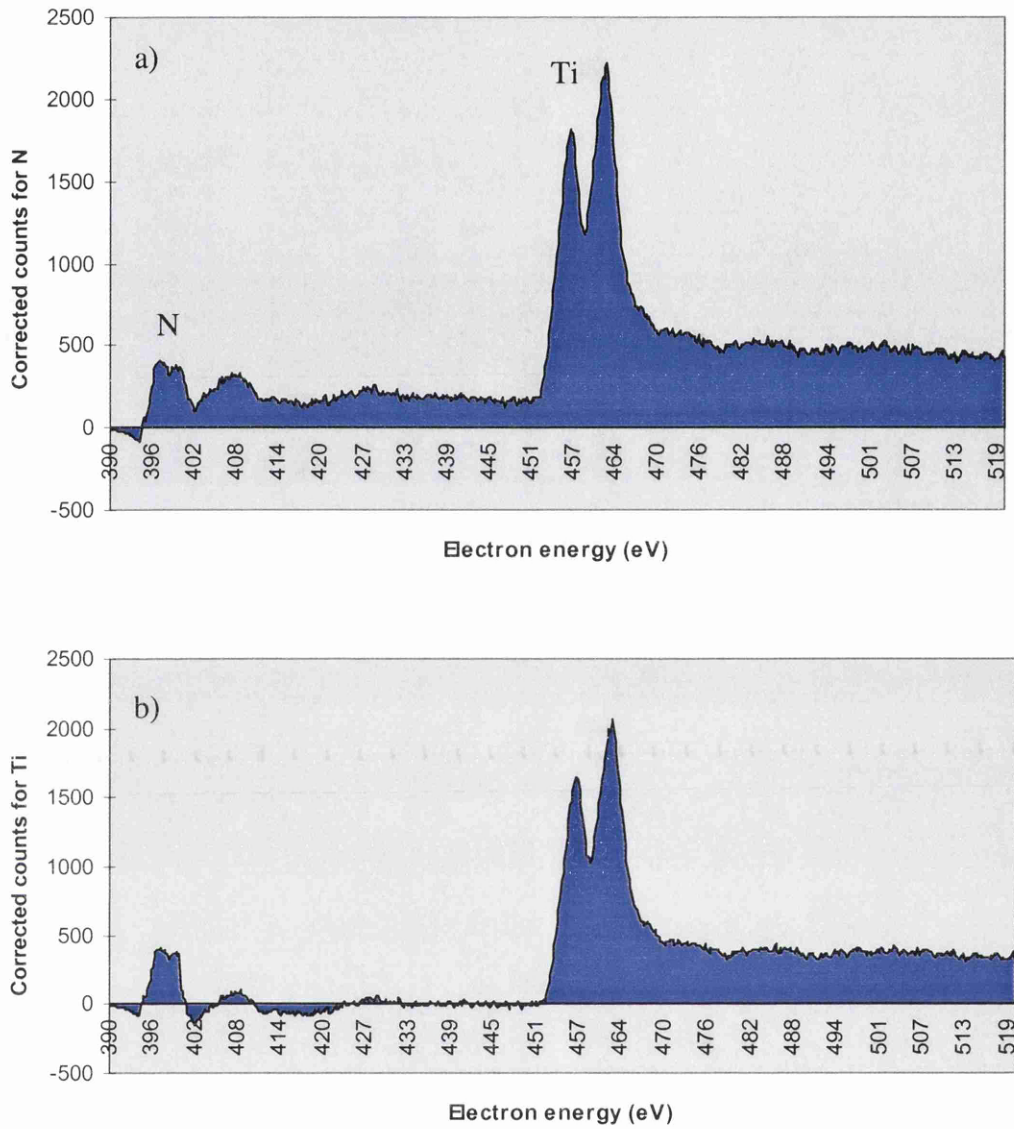 2500
a)
Ti
2000
1500
1000
N
500
0
-500
Corrected counts for N
390 396 402 408 414 420 427 433 439 445 451 457 464 470 476 482 488 494 501 507 513 519
Electron energy (eV)
2500
b)
2000
1500
1000
500
0
-500
Corrected counts for Ti
390 396 402 408 414 420 427 433 439 445 451 457 464 470 476 482 488 494 501 507 513 519
Electron energy (eV)